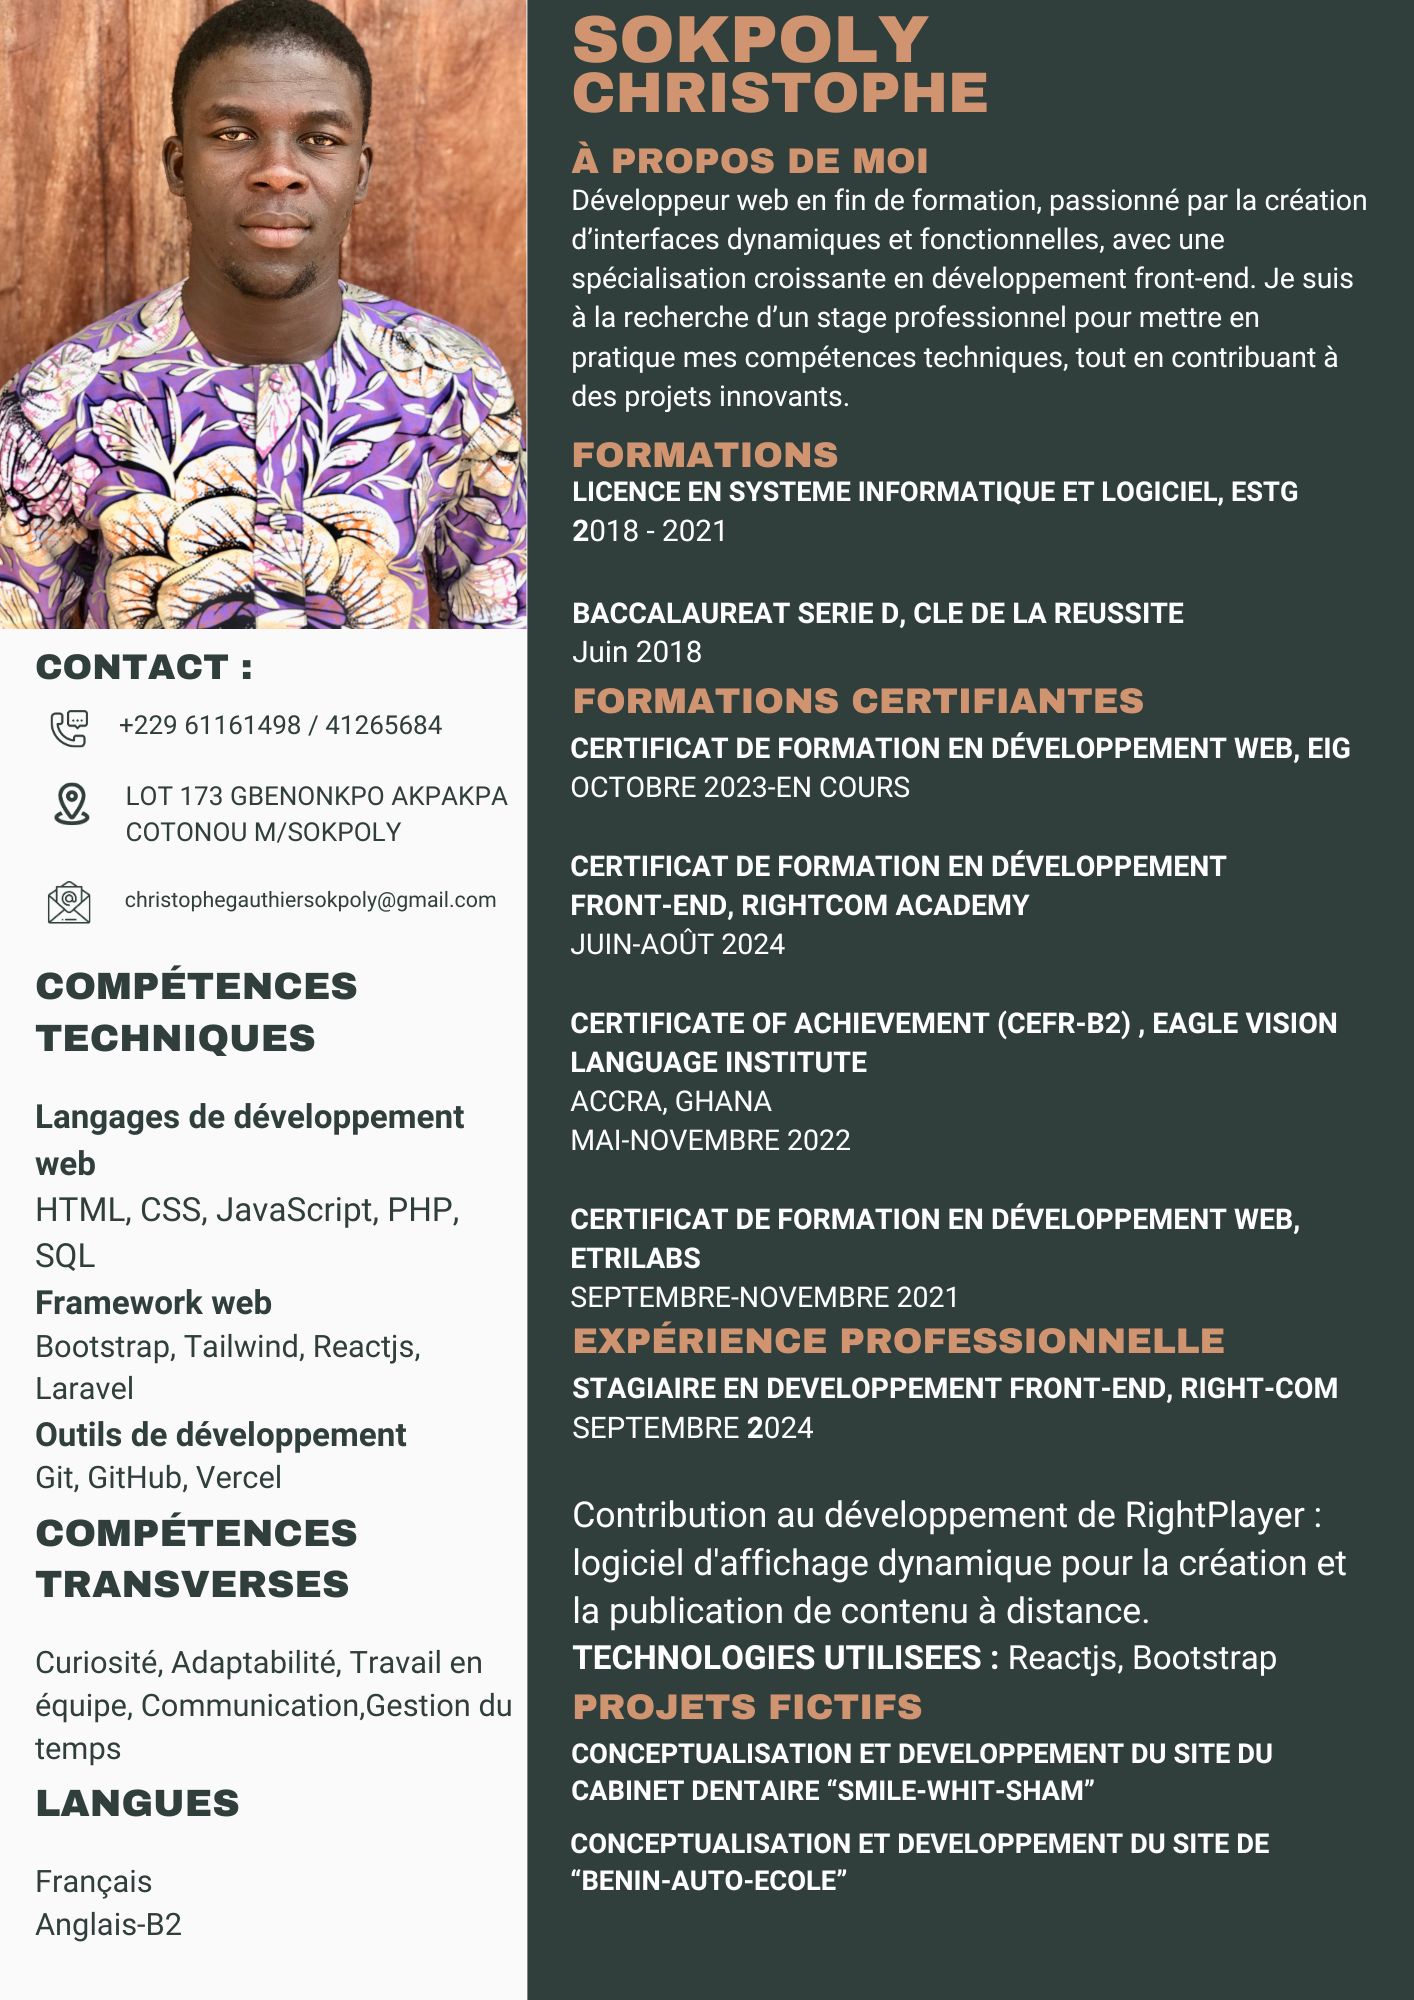 SOKPOLY
CHRISTOPHE
À PROPOS DE MOI
Développeur web en fin de formation, passionné par la création
d’interfaces dynamiques et fonctionnelles, avec une
spécialisation croissante en développement front-end. Je suis
à la recherche d’un stage professionnel pour mettre en
pratique mes compétences techniques, tout en contribuant à
des projets innovants.
FORMATIONS
LICENCE EN SYSTEME INFORMATIQUE ET LOGICIEL, ESTG
2018 - 2021
BACCALAUREAT SERIE D, CLE DE LA REUSSITE
Juin 2018
FORMATIONS CERTIFIANTES
CERTIFICAT DE FORMATION EN DÉVELOPPEMENT WEB, EIG
OCTOBRE 2023-EN COURS
CERTIFICAT DE FORMATION EN DÉVELOPPEMENT
FRONT-END, RIGHTCOM ACADEMY
JUIN-AOÛT 2024
CERTIFICATE OF ACHIEVEMENT (CEFR-B2) , EAGLE VISION
LANGUAGE INSTITUTE
ACCRA, GHANA
MAI-NOVEMBRE 2022
CERTIFICAT DE FORMATION EN DÉVELOPPEMENT WEB,
ETRILABS
SEPTEMBRE-NOVEMBRE 2021
EXPÉRIENCE PROFESSIONNELLE
STAGIAIRE EN DEVELOPPEMENT FRONT-END, RIGHT-COM
SEPTEMBRE 2024
Contribution au développement de RightPlayer :
logiciel d'affichage dynamique pour la création et
la publication de contenu à distance.
TECHNOLOGIES UTILISEES : Reactjs, Bootstrap
PROJETS FICTIFS
CONCEPTUALISATION ET DEVELOPPEMENT DU SITE DU
CABINET DENTAIRE “SMILE-WHIT-SHAM”
CONCEPTUALISATION ET DEVELOPPEMENT DU SITE DE
“BENIN-AUTO-ECOLE”
CONTACT :
+229 61161498 / 41265684
LOT 173 GBENONKPO AKPAKPA
COTONOU M/SOKPOLY
christophegauthiersokpoly@gmail.com
COMPÉTENCES
TECHNIQUES
Langages de développement
web
HTML, CSS, JavaScript, PHP,
SQL
Framework web
Bootstrap, Tailwind, Reactjs,
Laravel
Outils de développement
Git, GitHub, Vercel
COMPÉTENCES
TRANSVERSES
Curiosité, Adaptabilité, Travail en
équipe, Communication,Gestion du
temps
LANGUES
Français
Anglais-B2